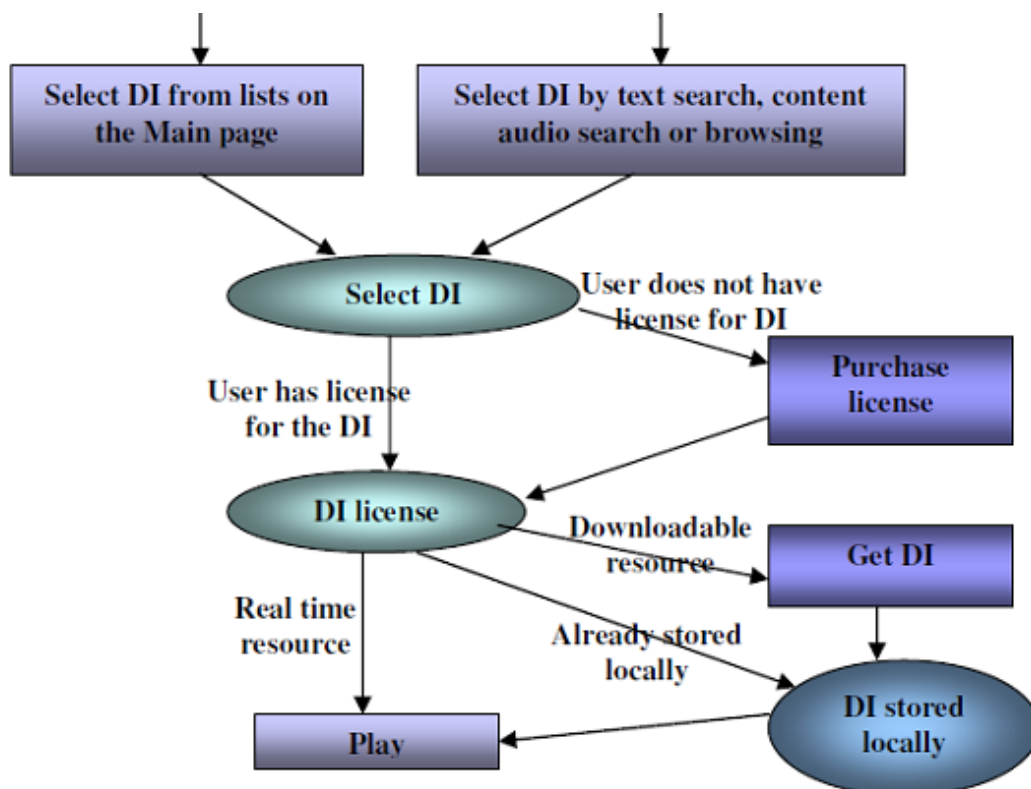 Select DI from lists on
the Main page
Select DI by text search, content
audio search or browsing
Select DI
User does not have
license for DI
Purchase
license
User has license
for the DI
DI license
Downloadable
resource
Get DI
Real time
resource
Already stored
locally
DI stored
locally
Play